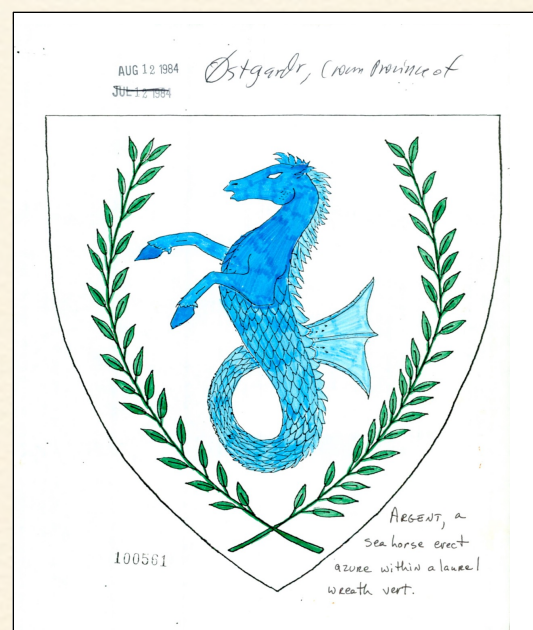 AUG 12 1984
JUL 12 1984
Østgardr, Crown Province of
100561
ARGENT, a
sea horse erect
azure within a laurel
wreath vert.